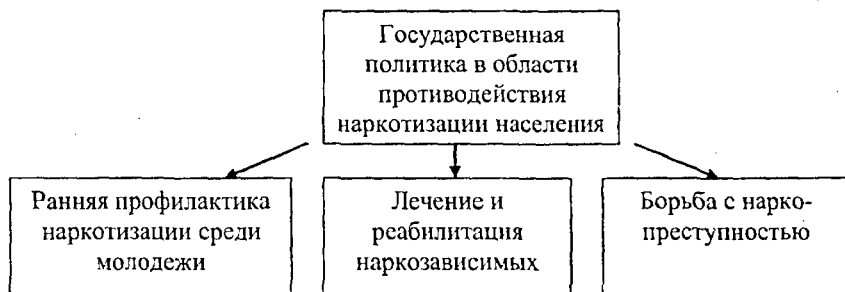 Государственная
политика в области
противодействия
наркотизации населения
Ранняя профилактика
наркотизации среди
молодежи
Лечение и
реабилитация
наркозависимых
Борьба с нарко-
преступностью